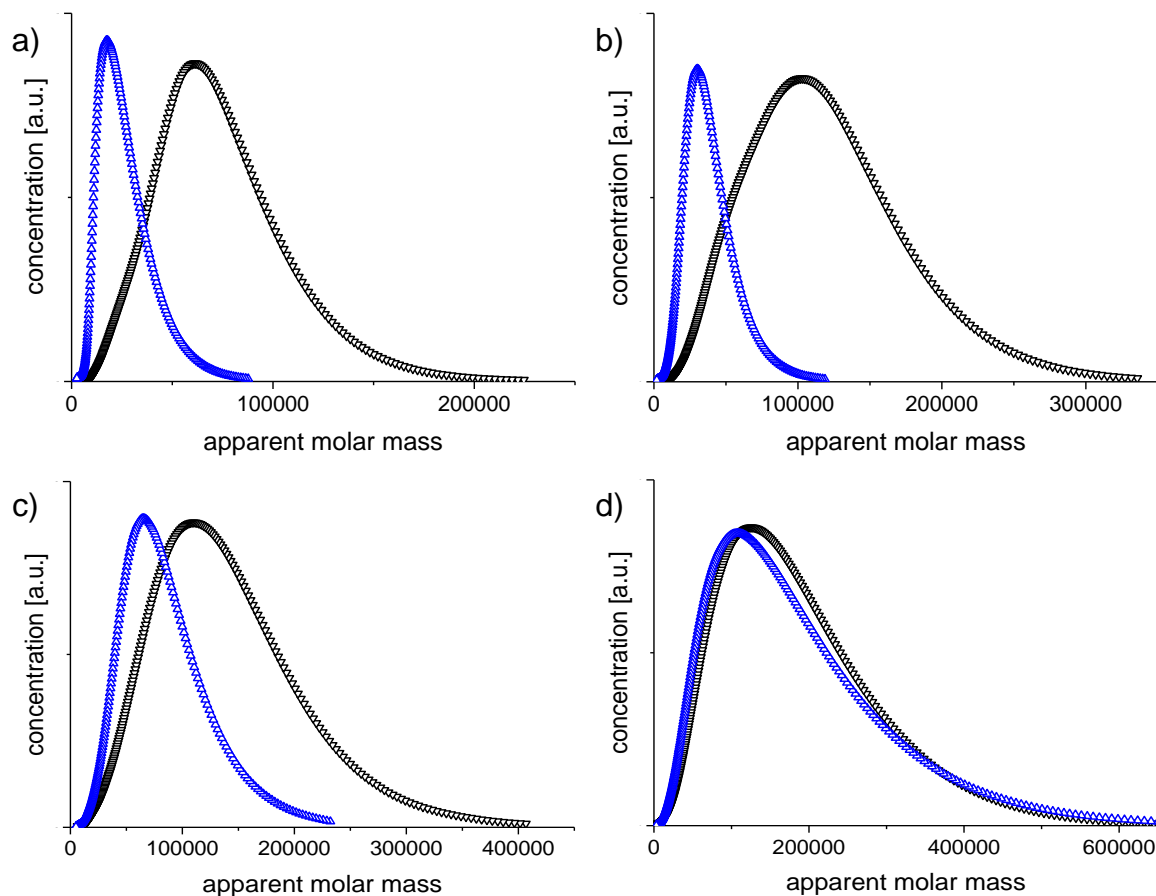 a)
concentration [a.u.]
0 100000 200000
apparent molar mass
b)
concentration [a.u.]
0 100000 200000 300000
apparent molar mass
c)
concentration [a.u.]
0 100000 200000 300000 400000
apparent molar mass
d)
concentration [a.u.]
0 200000 400000 600000
apparent molar mass